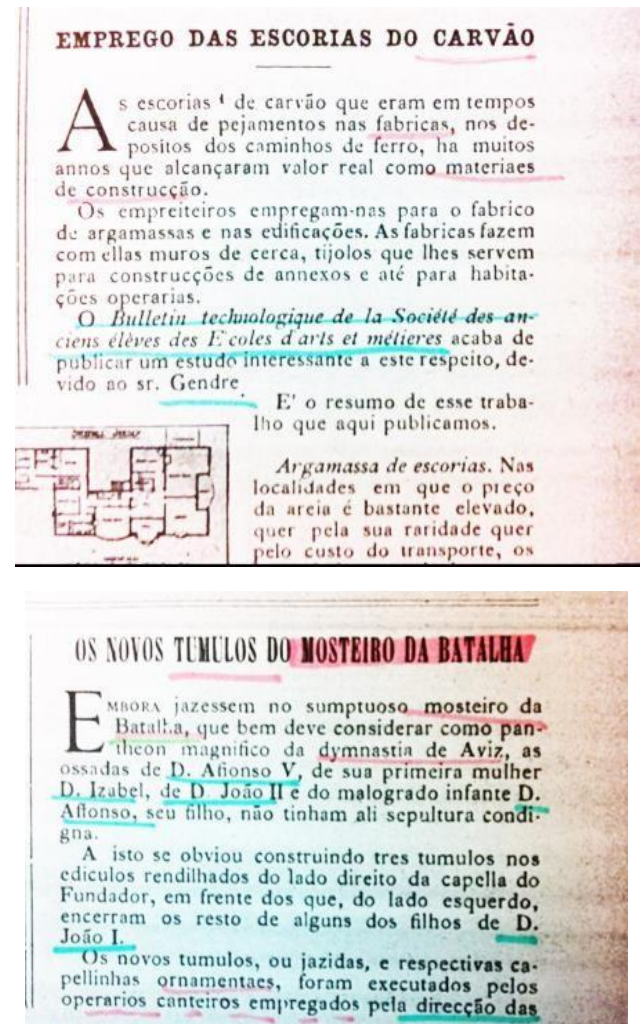 EMPREGO DAS ESCORIAS DO CARVÃO
As escorias ¹ de carvão que eram em tempos
causa de pejamentos nas fabricas, nos de-
positos dos caminhos de ferro, ha muitos
annos que alcançaram valor real como materiaes
de construcção.
Os empreiteiros empregam-nas para o fabrico
de argamassas e nas edificações. As fabricas fazem
com ellas muros de cerca, tijolos que lhes servem
para construcções de annexos e até para habita-
ções operarias.
O Bulletin technologique de la Société des an-
ciens élèves des E'coles d'arts et métieres acaba de
publicar um estudo interessante a este respeito, de-
vido ao sr. Gendre
E' o resumo de esse traba-
lho que aqui publicamos.
Argamassa de escorias. Nas
localidades em que o preço
da areia é bastante elevado,
quer pela sua raridade quer
pelo custo do transporte, os
OS NOVOS TUMULOS DO MOSTEIRO DA BATALHA
EMBORA jazessem no sumptuoso mosteiro da
Batalha, que bem deve considerar como pan-
theon magnifico da dymnastia de Aviz, as
ossadas de D. Afionso V, de sua primeira mulher
D. Izabel, de D. João II e do malogrado infante D.
Affonso, seu filho, não tinham ali sepultura condi-
gna.
A isto se obviou construindo tres tumulos nos
ediculos rendilhados do lado direito da capella do
Fundador, em frente dos que, do lado esquerdo,
encerram os resto de alguns dos filhos de D.
João I.
Os novos tumulos, ou jazidas, e respectivas ca-
pellinhas ornamentaes, foram executados pelos
operarios canteiros empregados pela direcção das